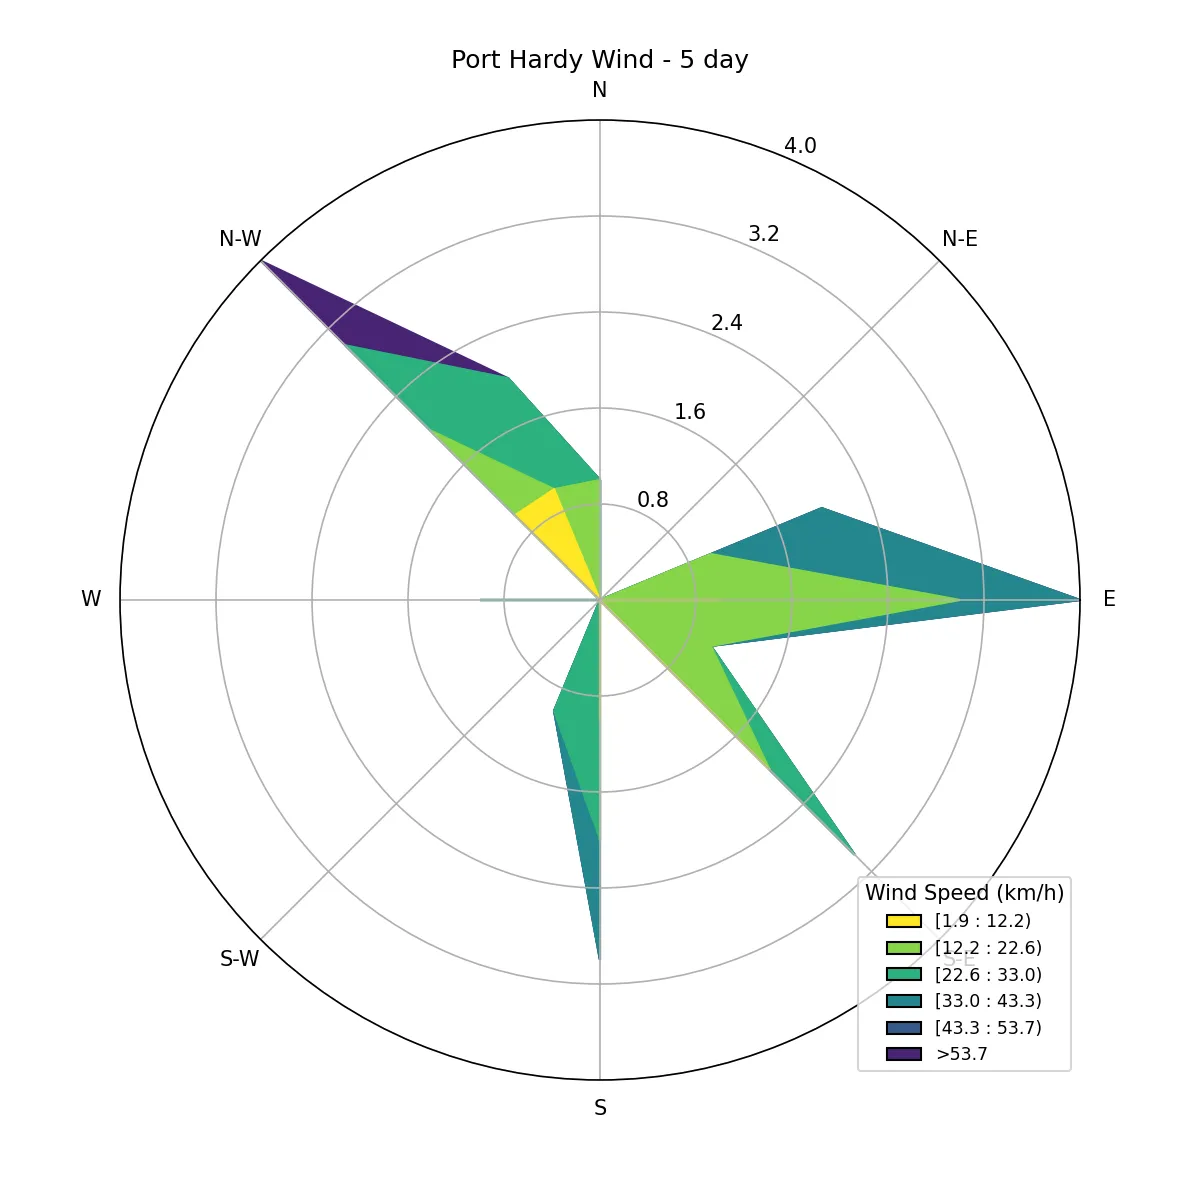 Port Hardy Wind - 5 day
N
4.0
N-W
3.2
N-E
2.4
1.6
0.8
W
E
S-W
S-E
S
Wind Speed (km/h)
[1.9 : 12.2)
[12.2 : 22.6)
[22.6 : 33.0)
[33.0 : 43.3)
[43.3 : 53.7)
>53.7